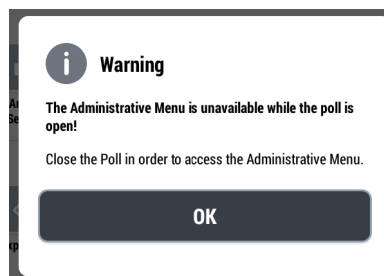 Warning
The Administrative Menu is unavailable while the poll is
open!
Close the Poll in order to access the Administrative Menu.
OK